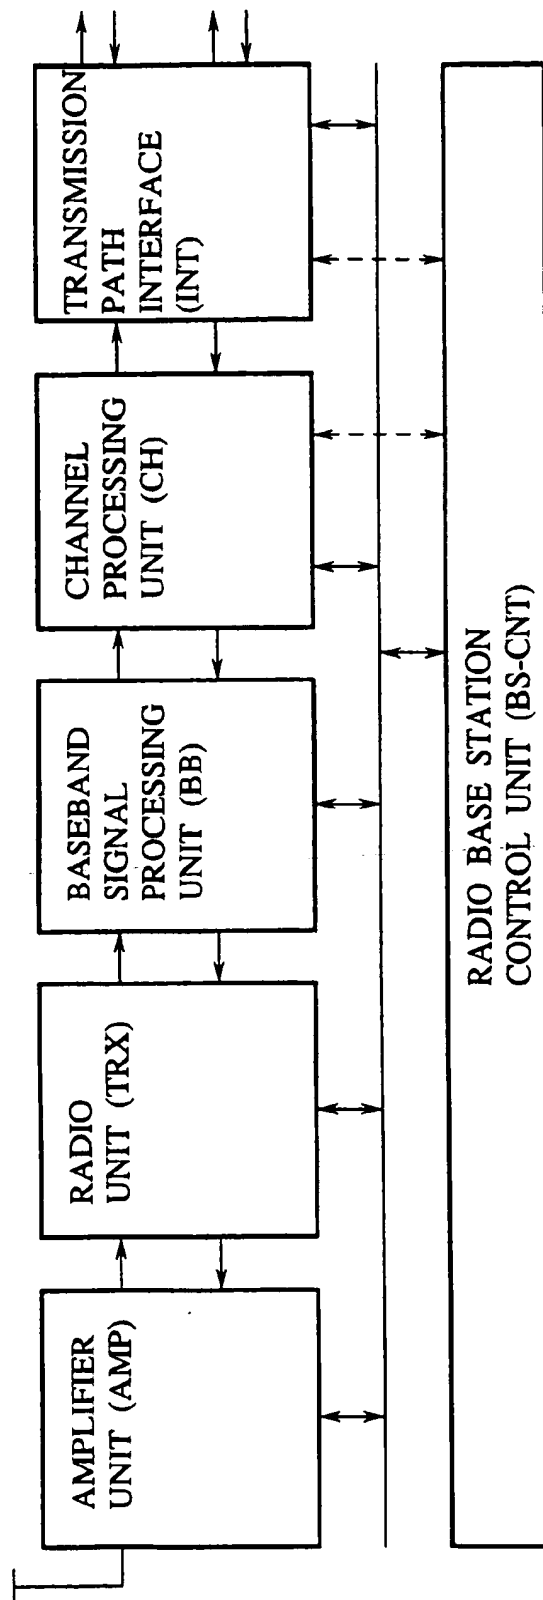 AMPLIFIER
UNIT (AMP)
RADIO
UNIT (TRX)
BASEBAND
SIGNAL
PROCESSING
UNIT (BB)
CHANNEL
PROCESSING
UNIT (CH)
TRANSMISSION
PATH
INTERFACE
(INT)
RADIO BASE STATION
CONTROL UNIT (BS-CNT)